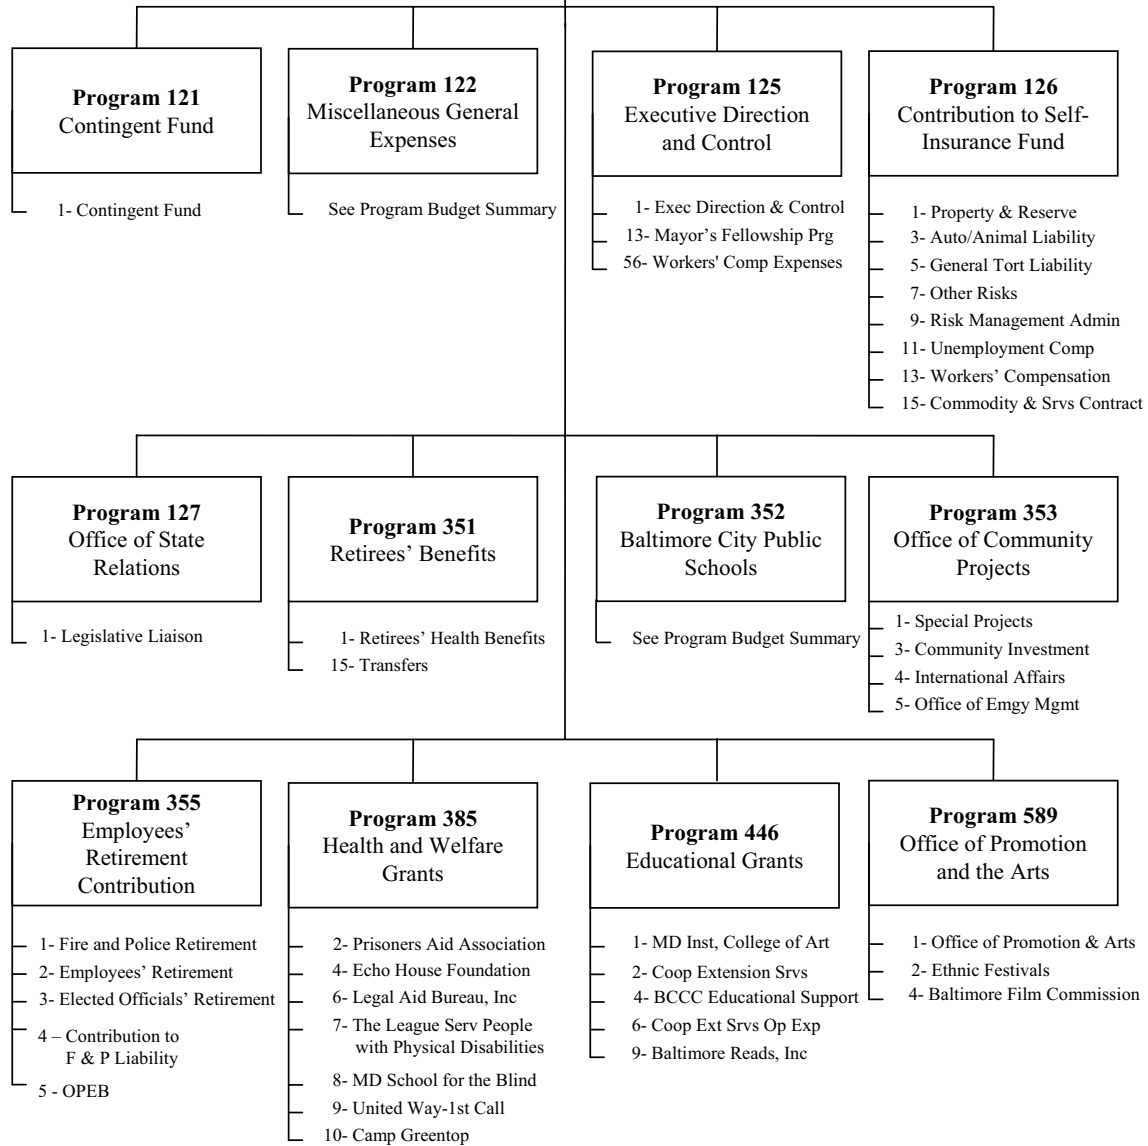 Program 121
Contingent Fund
1- Contingent Fund
Program 122
Miscellaneous General
Expenses
See Program Budget Summary
Program 125
Executive Direction
and Control
1- Exec Direction & Control
13- Mayor’s Fellowship Prg
56- Workers' Comp Expenses
Program 126
Contribution to Self-
Insurance Fund
1- Property & Reserve
3- Auto/Animal Liability
5- General Tort Liability
7- Other Risks
9- Risk Management Admin
11- Unemployment Comp
13- Workers’ Compensation
15- Commodity & Srvs Contract
Program 127
Office of State
Relations
1- Legislative Liaison
Program 351
Retirees’ Benefits
1- Retirees’ Health Benefits
15- Transfers
Program 352
Baltimore City Public
Schools
See Program Budget Summary
Program 353
Office of Community
Projects
1- Special Projects
3- Community Investment
4- International Affairs
5- Office of Emgy Mgmt
Program 355
Employees’
Retirement
Contribution
1- Fire and Police Retirement
2- Employees’ Retirement
3- Elected Officials’ Retirement
4 – Contribution to
F & P Liability
5 - OPEB
Program 385
Health and Welfare
Grants
2- Prisoners Aid Association
4- Echo House Foundation
6- Legal Aid Bureau, Inc
7- The League Serv People
with Physical Disabilities
8- MD School for the Blind
9- United Way-1st Call
10- Camp Greentop
Program 446
Educational Grants
1- MD Inst, College of Art
2- Coop Extension Srvs
4- BCCC Educational Support
6- Coop Ext Srvs Op Exp
9- Baltimore Reads, Inc
Program 589
Office of Promotion
and the Arts
1- Office of Promotion & Arts
2- Ethnic Festivals
4- Baltimore Film Commission